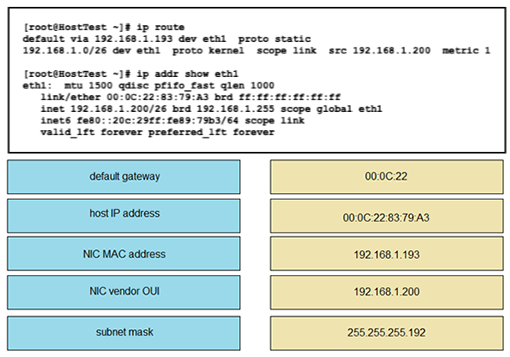 [root@HostTest ~]# ip route
default via 192.168.1.193 dev eth1 proto static
192.168.1.0/26 dev eth1 proto kernel scope link src 192.168.1.200 metric 1
[root@HostTest ~]# ip addr show eth1
eth1: mtu 1500 qdisc pfifo_fast qlen 1000
link/ether 00:0C:22:83:79:A3 brd ff:ff:ff:ff:ff:ff
inet 192.168.1.200/26 brd 192.168.1.255 scope global eth1
inet6 fe80::20c:29ff:fe89:79b3/64 scope link
valid_lft forever preferred_lft forever
default gateway
00:0C:22
host IP address
00:0C:22:83:79:A3
NIC MAC address
192.168.1.193
NIC vendor OUI
192.168.1.200
subnet mask
255.255.255.192